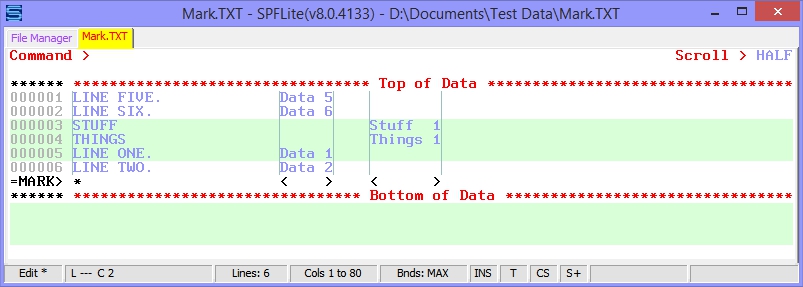 Mark.TXT - SPFLite(v8.0.4133) - D:\Documents\Test Data\Mark.TXT
File Manager Mark.TXT
Command > Scroll > HALF
****** ********************************* Top of Data **********************************
000001 LINE FIVE. Data 5
000002 LINE SIX. Data 6
000003 STUFF Stuff 1
000004 THINGS Things 1
000005 LINE ONE. Data 1
000006 LINE TWO. Data 2
=MARK> * < > < >
****** ******************************** Bottom of Data ********************************
Edit * L --- C 2 Lines: 6 Cols 1 to 80 Bnds: MAX INS T CS S+